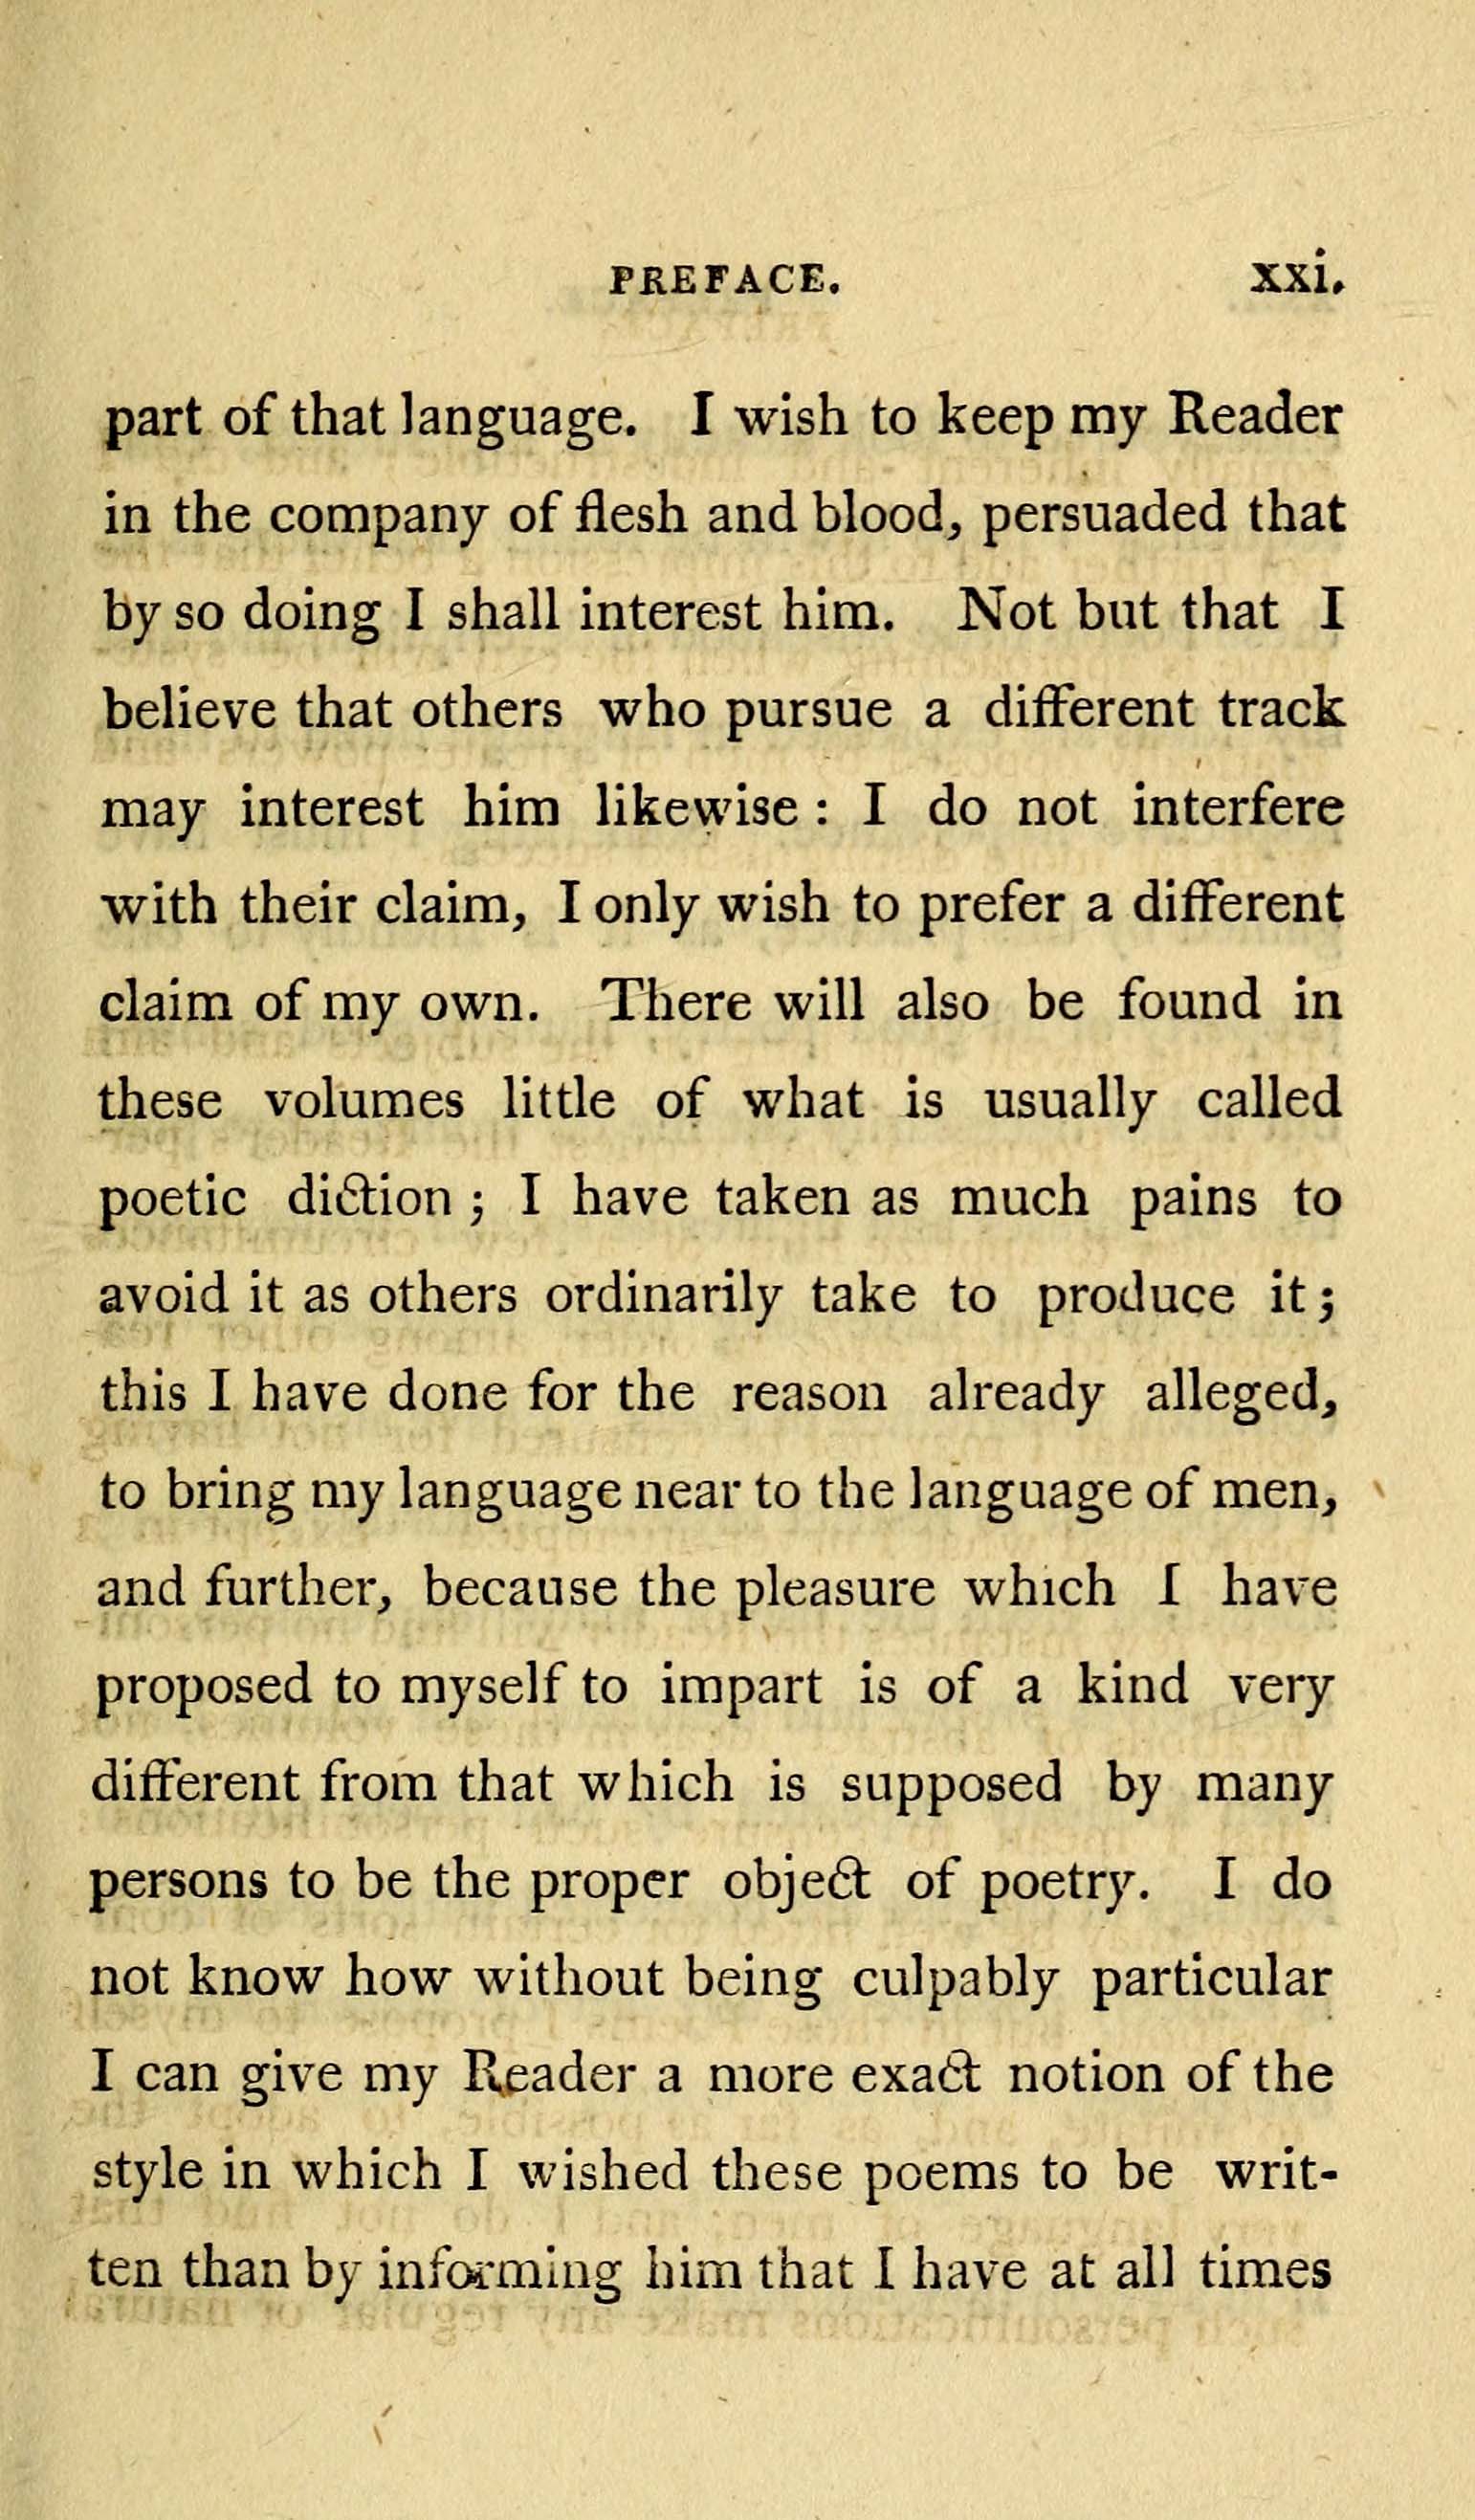 PREFACE. xxi.
part of that language. I wish to keep my Reader
in the company of flesh and blood, persuaded that
by so doing I shall interest him. Not but that I
believe that others who pursue a different track
may interest him likewise : I do not interfere
with their claim, I only wish to prefer a different
claim of my own. There will also be found in
these volumes little of what is usually called
poetic diction ; I have taken as much pains to
avoid it as others ordinarily take to produce it ;
this I have done for the reason already alleged,
to bring my language near to the language of men,
and further, because the pleasure which I have
proposed to myself to impart is of a kind very
different from that which is supposed by many
persons to be the proper object of poetry. I do
not know how without being culpably particular
I can give my Reader a more exact notion of the
style in which I wished these poems to be writ-
ten than by informing him that I have at all times